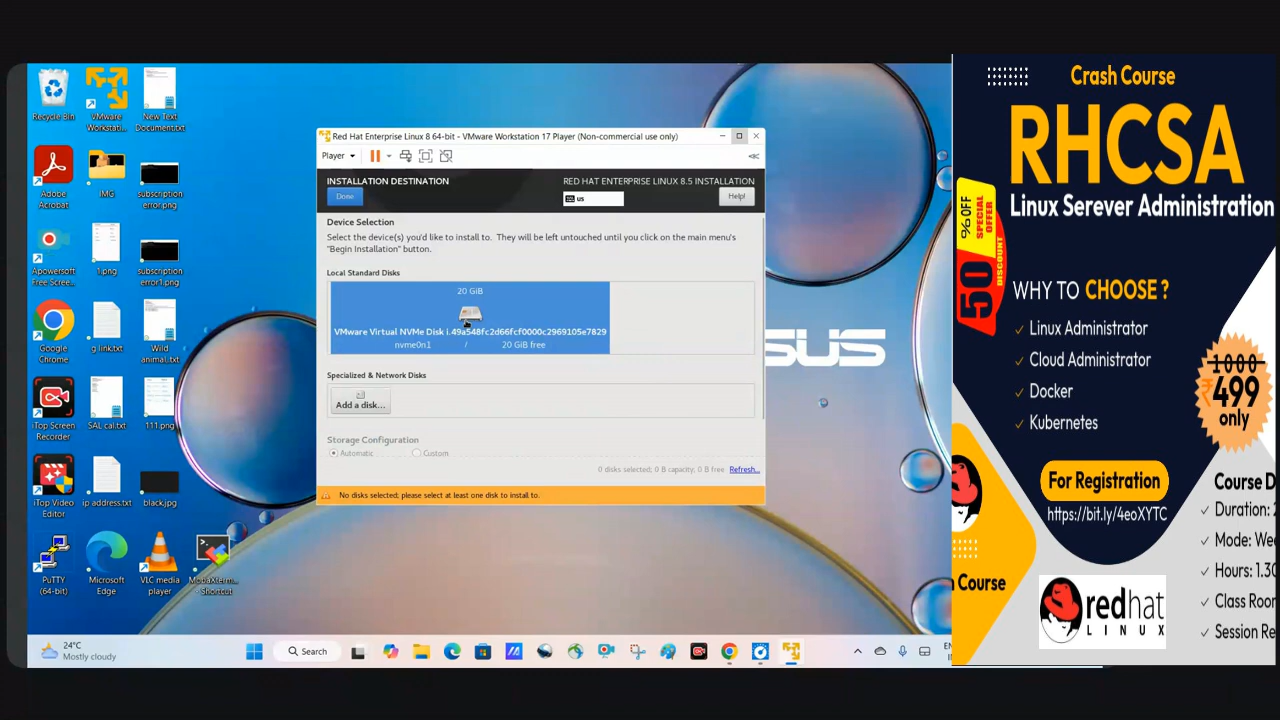 Recycle Bin
VMware
Workstati...
New Text
Document.txt
Adobe
Acrobat
IMG
subscription
error.png
Apowersoft
Free Scree...
1.png
subscription
error1.png
Google
Chrome
g.link.txt
Wild
animal.txt
iTop Screen
Recorder
SAL cal.txt
111.png
iTop Video
Editor
ip address.txt
black.jpg
PuTTY
(64-bit)
Microsoft
Edge
VLC media
player
MobaXterm...
- Shortcut
Red Hat Enterprise Linux 8 64-bit - VMware Workstation 17 Player (Non-commercial use only)
Player
INSTALLATION DESTINATION
RED HAT ENTERPRISE LINUX 8.5 INSTALLATION
Done
us
Help!
Device Selection
Select the device(s) you'd like to install to. They will be left untouched until you click on the main menu's
"Begin Installation" button.
Local Standard Disks
20 GiB
VMware Virtual NVMe Disk i.49a548fc2d66fcf0000c2969105e7829
nvme0n1 / 20 GiB free
Specialized & Network Disks
Add a disk...
Storage Configuration
Automatic Custom
0 disks selected; 0 B capacity; 0 B free Refresh...
No disks selected; please select at least one disk to install to.
SUS
24°C
Mostly cloudy
Search
Crash Course
RHCSA
Linux Serever Administration
50 %OFF
SPECIAL OFFER
DISCOUNT
WHY TO CHOOSE ?
✓ Linux Administrator
✓ Cloud Administrator
✓ Docker
✓ Kubernetes
1000
₹499
only
For Registration
https://bit.ly/4eoXYTC
Course D
✓ Duration:
✓ Mode: We
✓ Hours: 1.30
✓ Class Roor
✓ Session Re
Course
redhat
LINUX